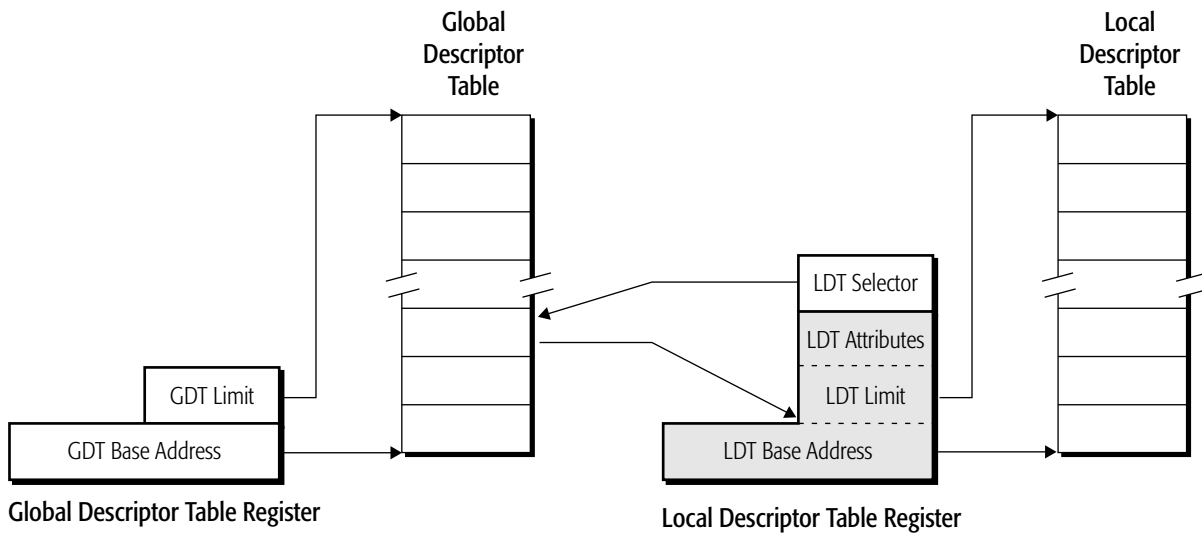 Global
Descriptor
Table
Local
Descriptor
Table
LDT Selector
LDT Attributes
GDT Limit
LDT Limit
GDT Base Address
LDT Base Address
Global Descriptor Table Register
Local Descriptor Table Register